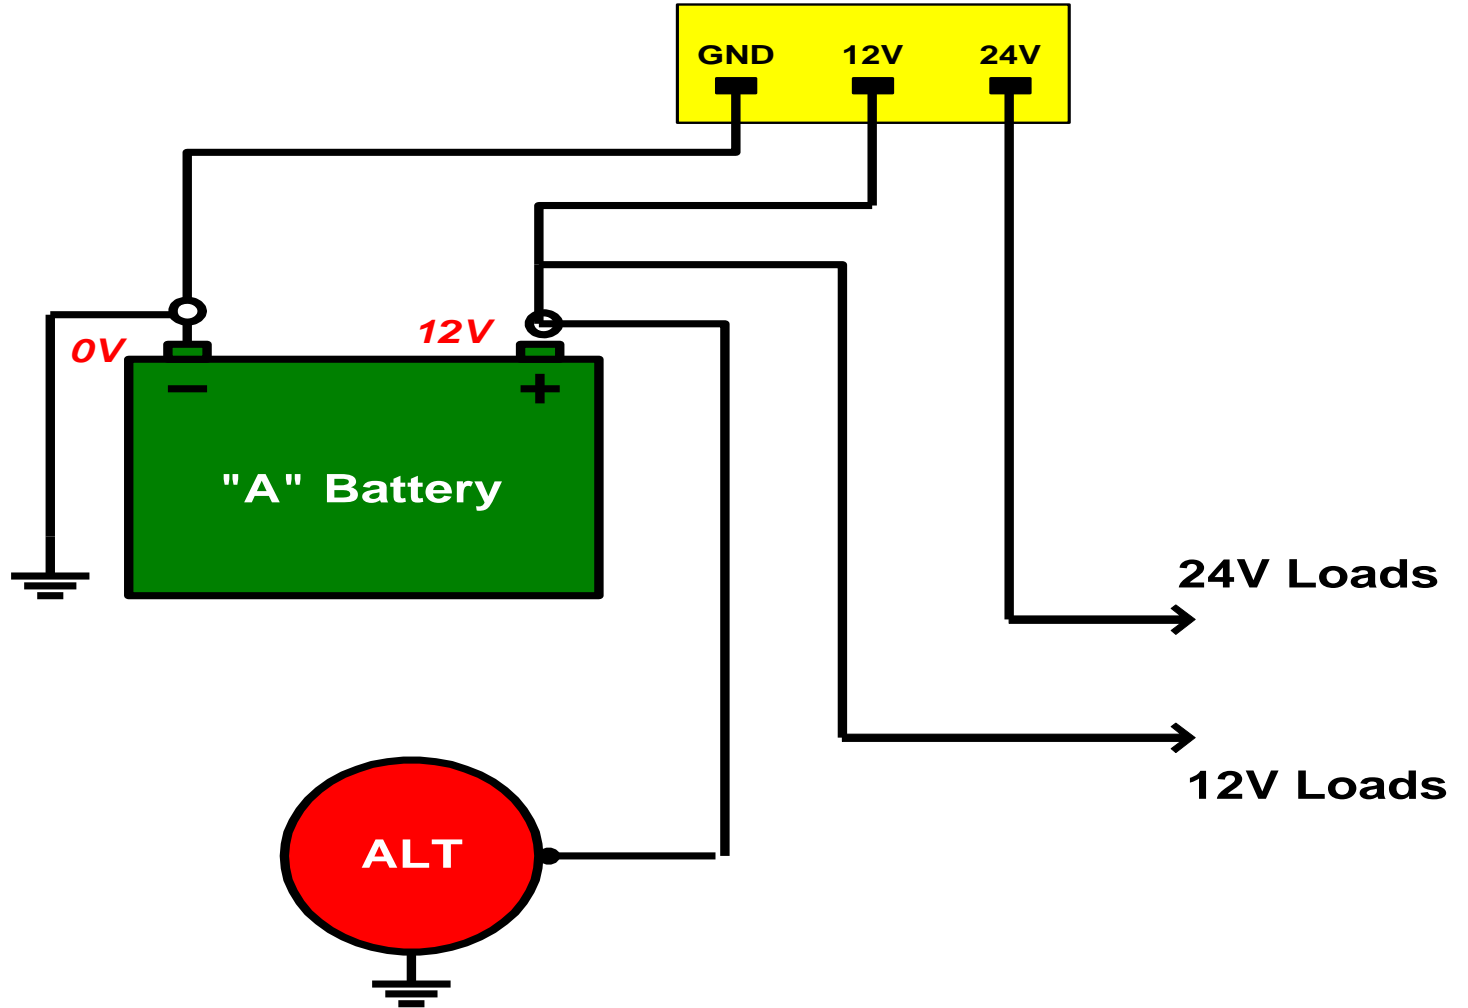 GND 12V 24V
0V 12V
− +
"A" Battery
24V Loads
12V Loads
ALT